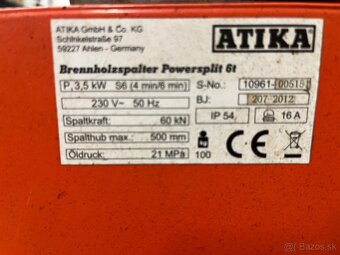 ATIKA GmbH & Co. KG
Schinkelstraße 97
59227 Ahlen - Germany
ATIKA
Brennholzspalter Powersplit 6t
P₁ 3,5 kW S6 (4 min/6 min)
S-No.: 10961-00515
230 V~ 50 Hz
BJ: 207 2012
Spaltkraft: 60 kN
IP 54
16 A
Spalthub max.: 500 mm
Öldruck: 21 MPa
kg
100
bazos.sk